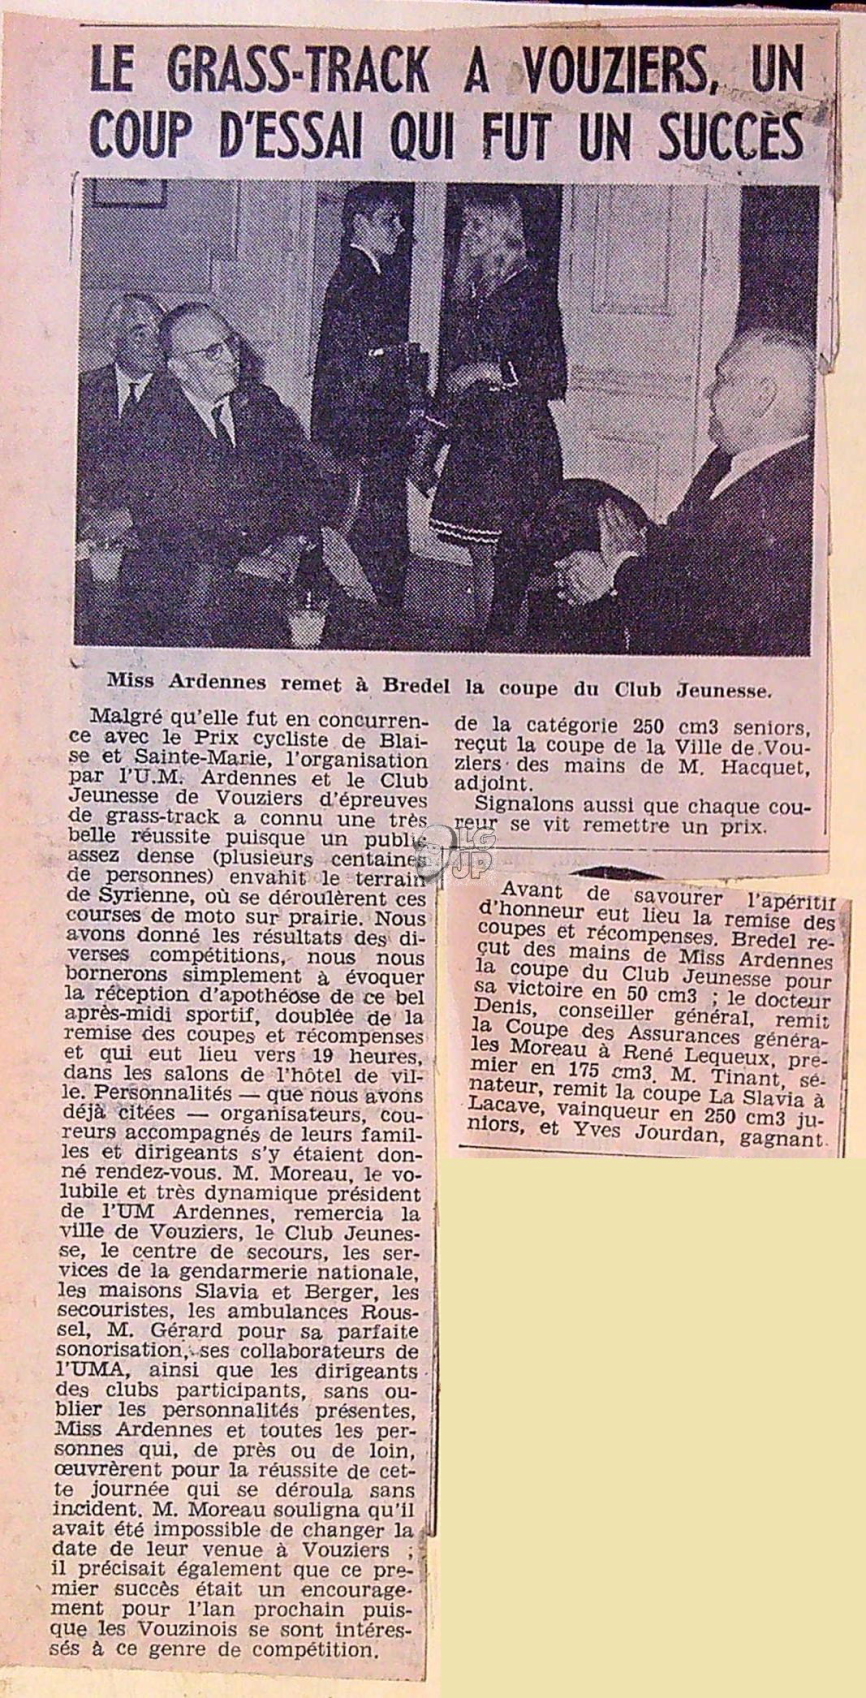 LE GRASS-TRACK A VOUZIERS, UN
COUP D'ESSAI QUI FUT UN SUCCÈS
Miss Ardennes remet à Bredel la coupe du Club Jeunesse.
Malgré qu'elle fut en concurren-
ce avec le Prix cycliste de Blai-
se et Sainte-Marie, l'organisation
par l'U.M. Ardennes et le Club
Jeunesse de Vouziers d'épreuves
de grass-track a connu une très
belle réussite puisque un public
assez dense (plusieurs centaines
de personnes) envahit le terrain
de Syrienne, où se déroulèrent ces
courses de moto sur prairie. Nous
avons donné les résultats des di-
verses compétitions, nous nous
bornerons simplement à évoquer
la réception d'apothéose de ce bel
après-midi sportif, doublée de la
remise des coupes et récompenses
et qui eut lieu vers 19 heures,
dans les salons de l'hôtel de vil-
le. Personnalités — que nous avons
déjà citées — organisateurs, cou-
reurs accompagnés de leurs famil-
les et dirigeants s'y étaient don-
né rendez-vous. M. Moreau, le vo-
lubile et très dynamique président
de l'UM Ardennes, remercia la
ville de Vouziers, le Club Jeunes-
se, le centre de secours, les ser-
vices de la gendarmerie nationale,
les maisons Slavia et Berger, les
secouristes, les ambulances Rous-
sel, M. Gérard pour sa parfaite
sonorisation, ses collaborateurs de
l'UMA, ainsi que les dirigeants
des clubs participants, sans ou-
blier les personnalités présentes,
Miss Ardennes et toutes les per-
sonnes qui, de près ou de loin,
œuvrèrent pour la réussite de cet-
te journée qui se déroula sans
incident. M. Moreau souligna qu'il
avait été impossible de changer la
date de leur venue à Vouziers ;
il précisait également que ce pre-
mier succès était un encourage-
ment pour l'lan prochain puis-
que les Vouzinois se sont intéres-
sés à ce genre de compétition.
de la catégorie 250 cm3 seniors,
reçut la coupe de la Ville de Vou-
ziers des mains de M. Hacquet,
adjoint.
Signalons aussi que chaque cou-
reur se vit remettre un prix.
LG
JP
Avant de savourer l'apéritif
d'honneur eut lieu la remise des
coupes et récompenses. Bredel re-
çut des mains de Miss Ardennes
la coupe du Club Jeunesse pour
sa victoire en 50 cm3 ; le docteur
Denis, conseiller général, remit
la Coupe des Assurances généra-
les Moreau à René Lequeux, pre-
mier en 175 cm3. M. Tinant, sé-
nateur, remit la coupe La Slavia à
Lacave, vainqueur en 250 cm3 ju-
niors, et Yves Jourdan, gagnant